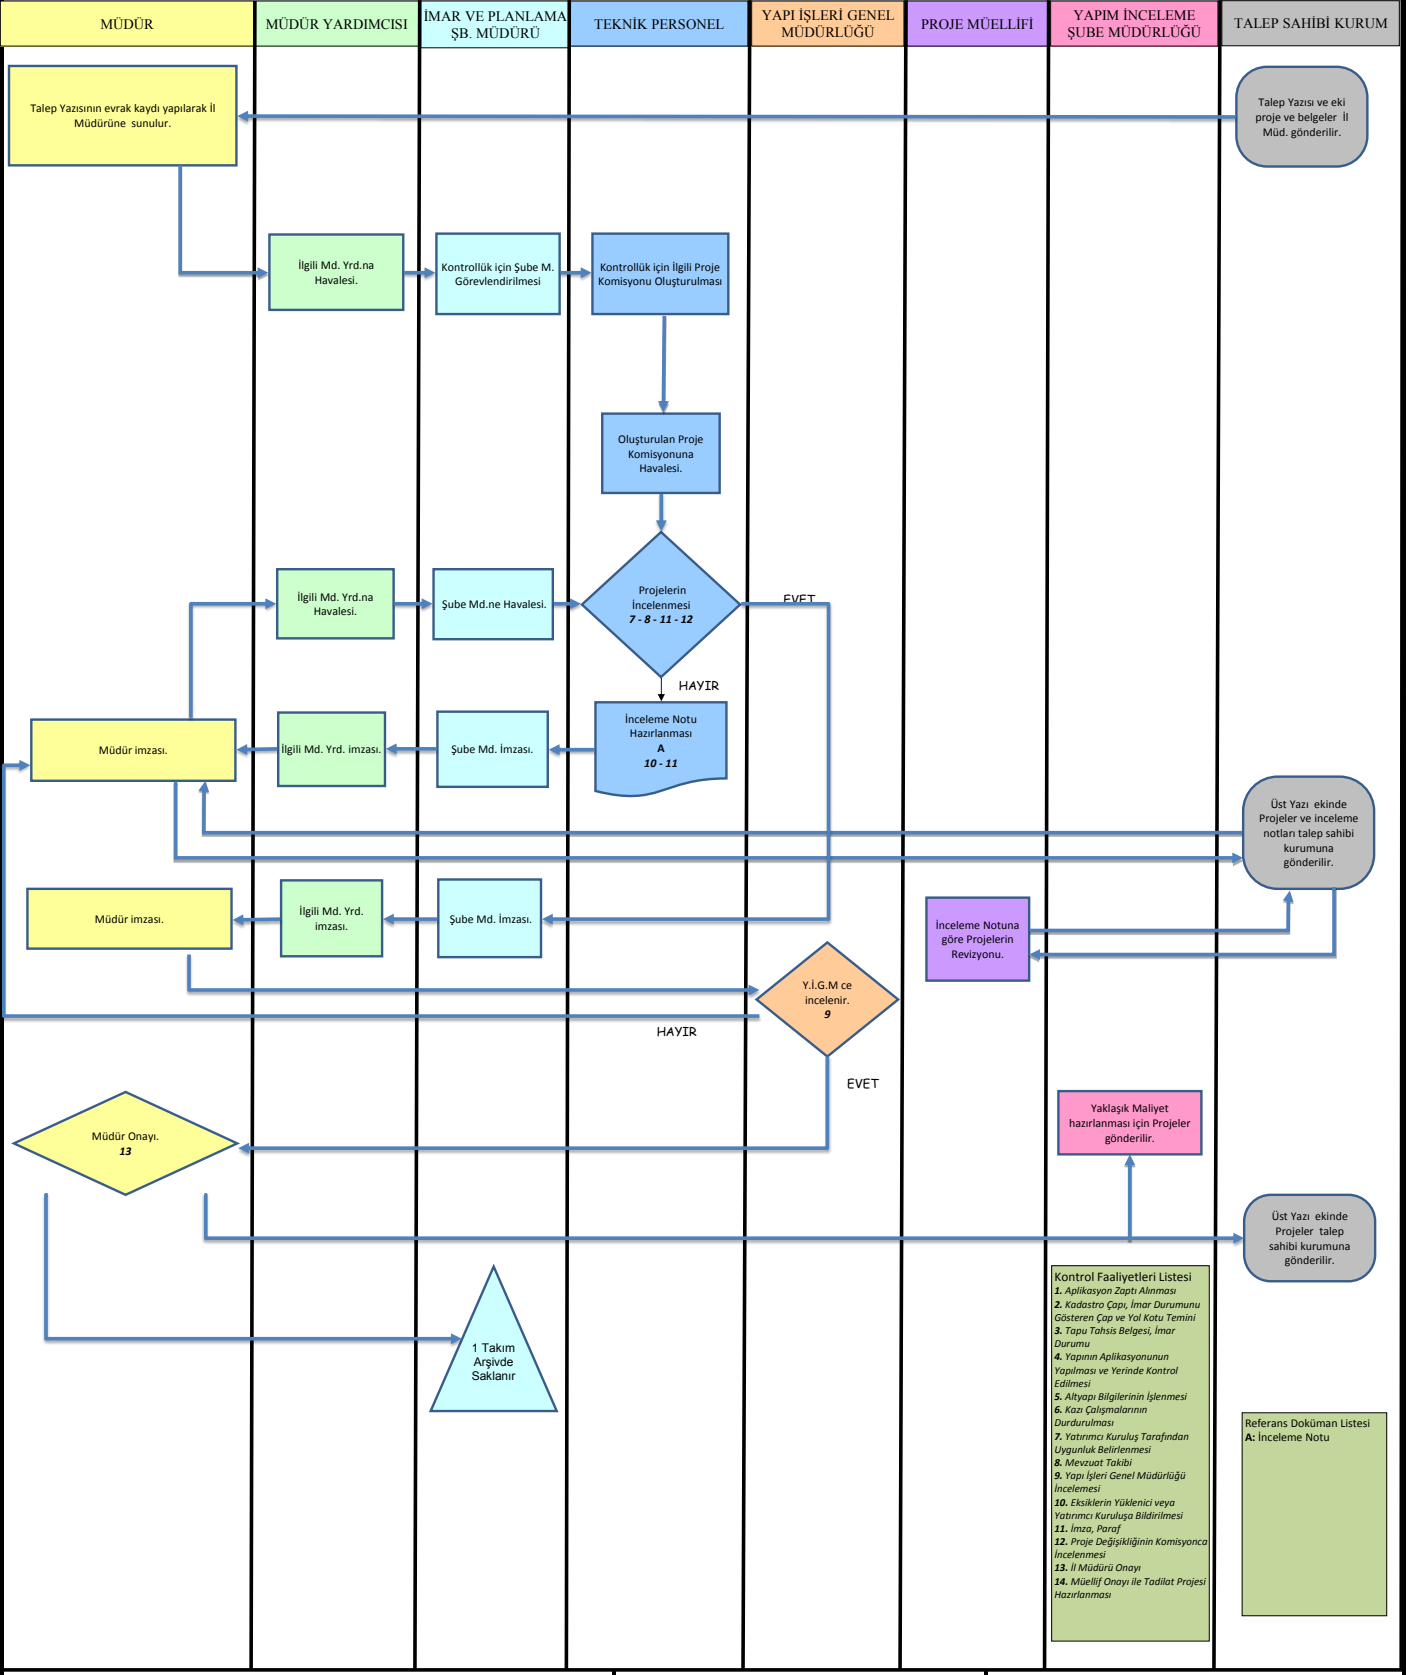 MÜDÜR
MÜDÜR YARDIMCISI
İMAR VE PLANLAMA
ŞB. MÜDÜRÜ
TEKNİK PERSONEL
YAPI İŞLERİ GENEL
MÜDÜRLÜĞÜ
PROJE MÜELLİFİ
YAPIM İNCELEME
ŞUBE MÜDÜRLÜĞÜ
TALEP SAHİBİ KURUM
Talep Yazısının evrak kaydı yapılarak İl
Müdürüne sunulur.
Talep Yazısı ve eki
proje ve belgeler İl
Müd. gönderilir.
İlgili Md. Yrd.na
Havalesi.
Kontrollük için Şube M.
Görevlendirilmesi
Kontrollük için İlgili Proje
Komisyonu Oluşturulması
Oluşturulan Proje
Komisyonuna
Havalesi.
İlgili Md. Yrd.na
Havalesi.
Şube Md.ne Havalesi.
Projelerin
İncelenmesi
7 - 8 - 11 - 12
EVET
HAYIR
Müdür imzası.
İlgili Md. Yrd. imzası.
Şube Md. İmzası.
İnceleme Notu
Hazırlanması
A
10 - 11
Üst Yazı ekinde
Projeler ve inceleme
notları talep sahibi
kurumuna
gönderilir.
Müdür imzası.
İlgili Md. Yrd.
imzası.
Şube Md. İmzası.
İnceleme Notuna
göre Projelerin
Revizyonu.
Y.İ.G.M ce
incelenir.
9
HAYIR
EVET
Müdür Onayı.
13
Yaklaşık Maliyet
hazırlanması için Projeler
gönderilir.
Üst Yazı ekinde
Projeler talep
sahibi kurumuna
gönderilir.
1 Takım
Arşivde
Saklanır
Kontrol Faaliyetleri Listesi
1. Aplikasyon Zaptı Alınması
2. Kadastro Çapı, İmar Durumunu
Gösteren Çap ve Yol Kotu Temini
3. Tapu Tahsis Belgesi, İmar
Durumu
4. Yapının Aplikasyonunun
Yapılması ve Yerinde Kontrol
Edilmesi
5. Altyapı Bilgilerinin İşlenmesi
6. Kazı Çalışmalarının
Durdurulması
7. Yatırımcı Kuruluş Tarafından
Uygunluk Belirlenmesi
8. Mevzuat Takibi
9. Yapı İşleri Genel Müdürlüğü
İncelemesi
10. Eksiklerin Yüklenici veya
Yatırımcı Kuruluşa Bildirilmesi
11. İmza, Paraf
12. Proje Değişikliğinin Komisyonca
İncelenmesi
13. İl Müdürü Onayı
14. Müellif Onayı ile Tadilat Projesi
Hazırlanması
Referans Doküman Listesi
A: İnceleme Notu